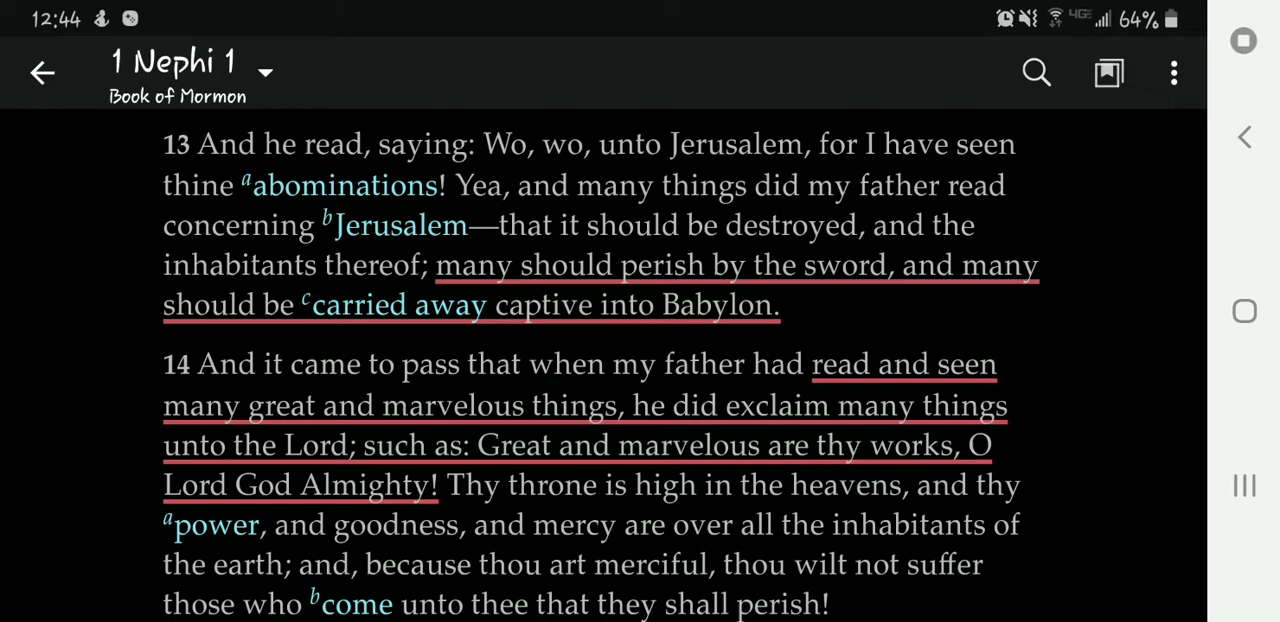 12:44 4GE 64%
1 Nephi 1
Book of Mormon
13 And he read, saying: Wo, wo, unto Jerusalem, for I have seen
thine aabominations! Yea, and many things did my father read
concerning bJerusalem—that it should be destroyed, and the
inhabitants thereof; many should perish by the sword, and many
should be ccarried away captive into Babylon.
14 And it came to pass that when my father had read and seen
many great and marvelous things, he did exclaim many things
unto the Lord; such as: Great and marvelous are thy works, O
Lord God Almighty! Thy throne is high in the heavens, and thy
apower, and goodness, and mercy are over all the inhabitants of
the earth; and, because thou art merciful, thou wilt not suffer
those who bcome unto thee that they shall perish!